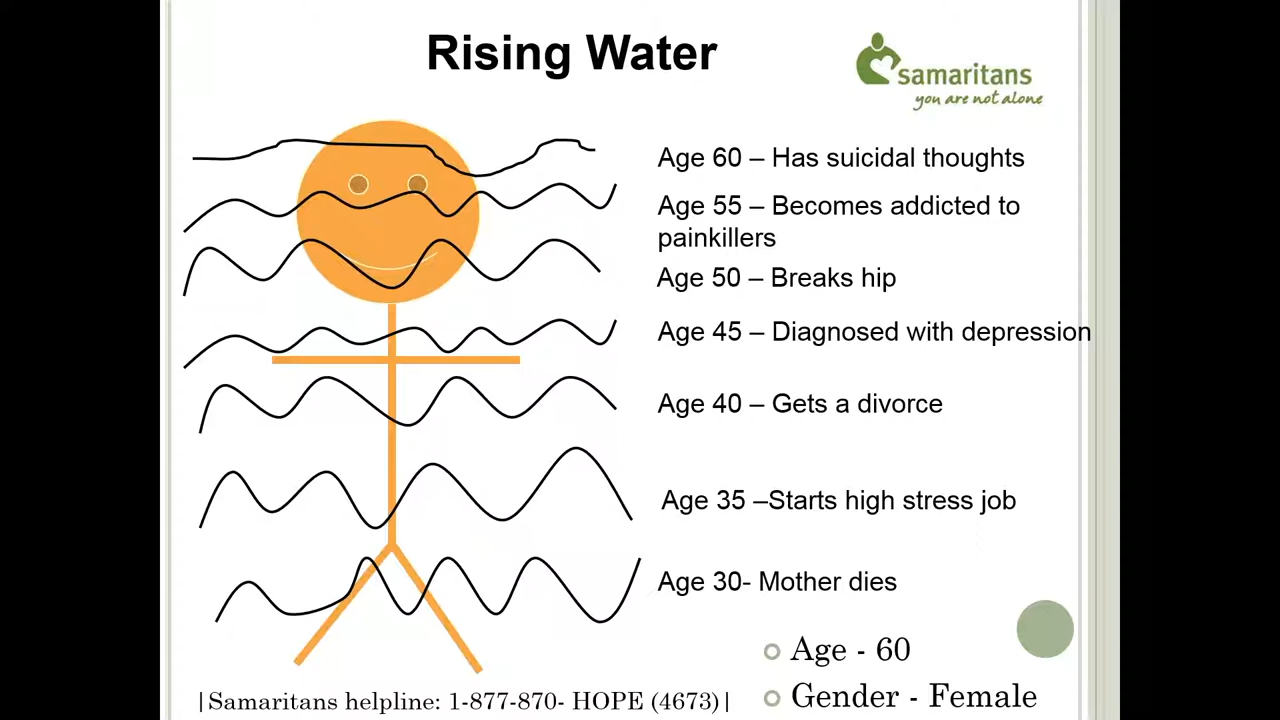 Rising Water
samaritans
you are not alone
Age 60 – Has suicidal thoughts
Age 55 – Becomes addicted to
painkillers
Age 50 – Breaks hip
Age 45 – Diagnosed with depression
Age 40 – Gets a divorce
Age 35 –Starts high stress job
Age 30- Mother dies
Age - 60
Gender - Female
|Samaritans helpline: 1-877-870- HOPE (4673)|